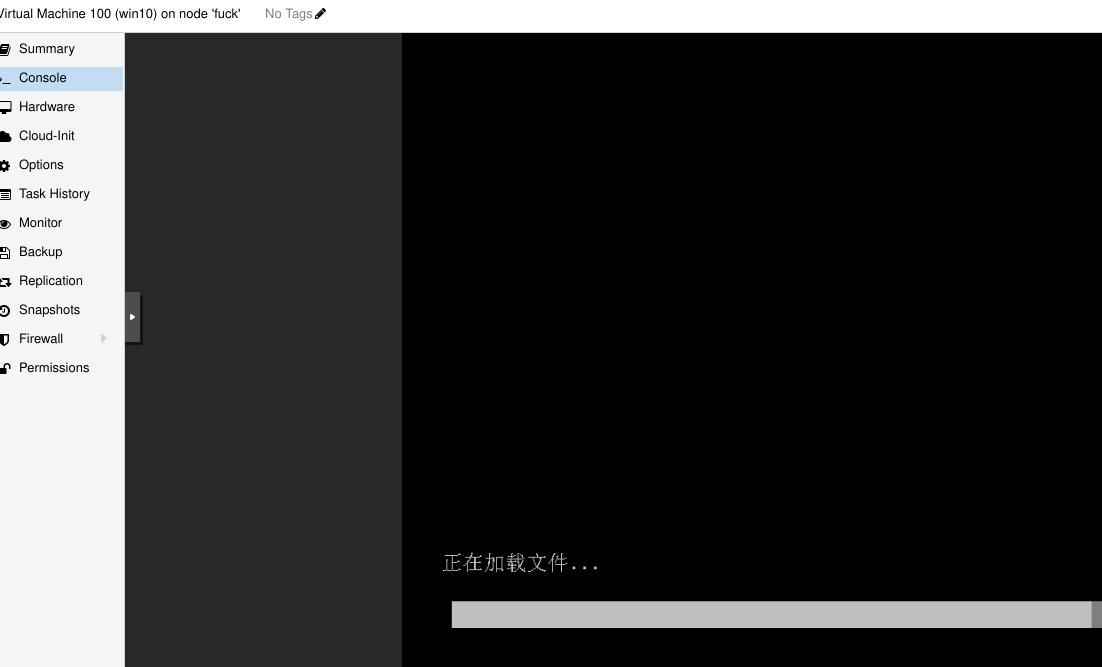 Virtual Machine 100 (win10) on node 'fuck' No Tags
Summary
Console
Hardware
Cloud-Init
Options
Task History
Monitor
Backup
Replication
Snapshots
Firewall
Permissions
正在加载文件...